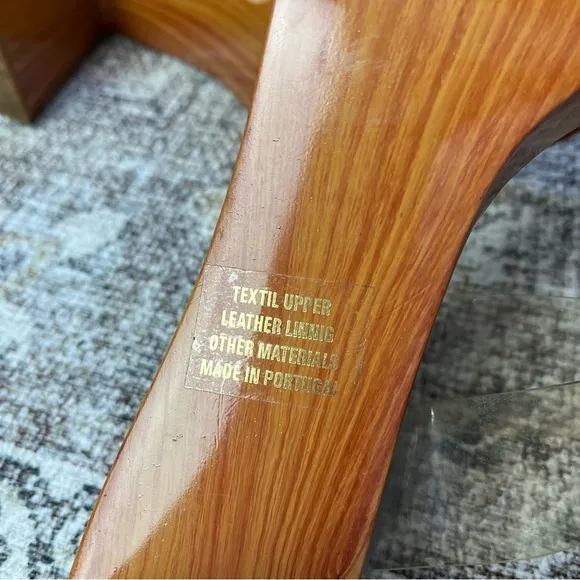 TEXTIL UPPER
LEATHER LINNIG
OTHER MATERIALS
MADE IN PORTUGAL